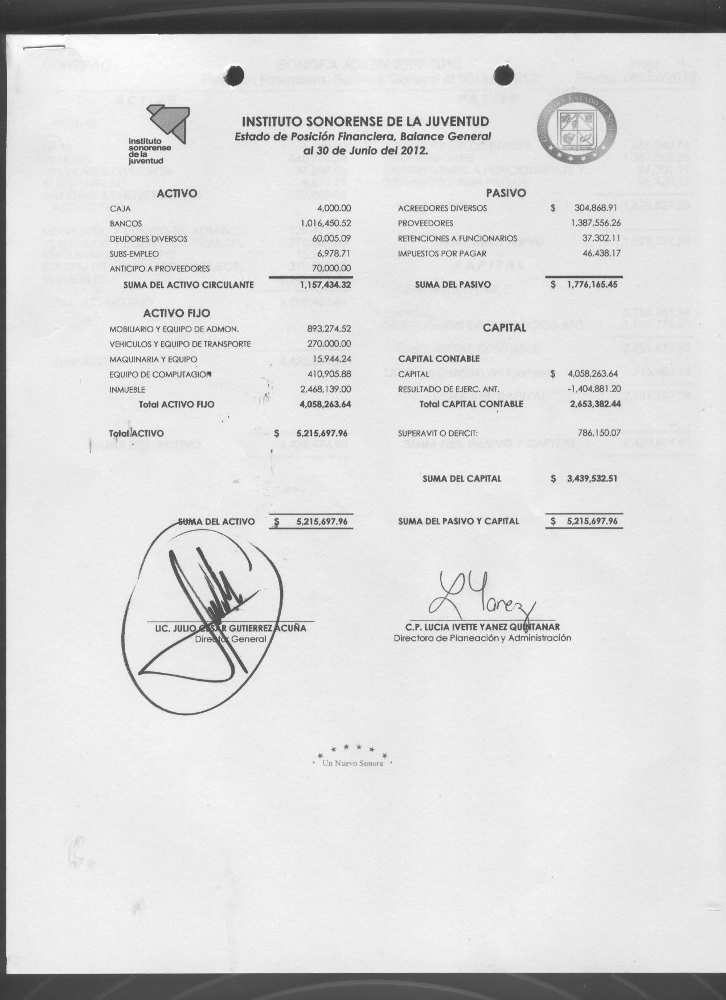 INSTITUTO SONORENSE DE LA JUVENTUD
Estado de Posición Financiera, Balance General
al 30 de Junio del 2012.
instituto
sonorense
de la
juventud
GOBIERNO DEL ESTADO DE SONORA
ESTADO DE SONORA
ACTIVO
CAJA 4,000.00
BANCOS 1,016,450.52
DEUDORES DIVERSOS 60,005.09
SUBS-EMPLEO 6,978.71
ANTICIPO A PROVEEDORES 70,000.00
SUMA DEL ACTIVO CIRCULANTE 1,157,434.32
ACTIVO FIJO
MOBILIARIO Y EQUIPO DE ADMON. 893,274.52
VEHICULOS Y EQUIPO DE TRANSPORTE 270,000.00
MAQUINARIA Y EQUIPO 15,944.24
EQUIPO DE COMPUTACION 410,905.88
INMUEBLE 2,468,139.00
Total ACTIVO FIJO 4,058,263.64
Total ACTIVO $ 5,215,697.96
SUMA DEL ACTIVO $ 5,215,697.96
PASIVO
ACREEDORES DIVERSOS $ 304,868.91
PROVEEDORES 1,387,556.26
RETENCIONES A FUNCIONARIOS 37,302.11
IMPUESTOS POR PAGAR 46,438.17
SUMA DEL PASIVO $ 1,776,165.45
CAPITAL
CAPITAL CONTABLE
CAPITAL $ 4,058,263.64
RESULTADO DE EJERC. ANT. -1,404,881.20
Total CAPITAL CONTABLE 2,653,382.44
SUPERAVIT O DEFICIT: 786,150.07
SUMA DEL CAPITAL $ 3,439,532.51
SUMA DEL PASIVO Y CAPITAL $ 5,215,697.96
LIC. JULIO CESAR GUTIERREZ ACUÑA
Director General
LYanez
C.P. LUCIA IVETTE YANEZ QUINTANAR
Directora de Planeación y Administración
Un Nuevo Sonora